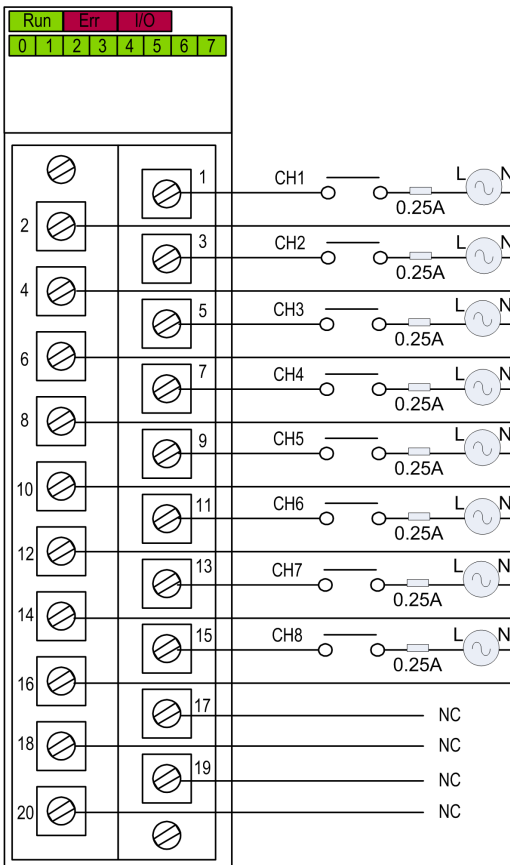 Run Err I/O
0 1 2 3 4 5 6 7
1 CH1 L N
0.25A
2
3 CH2 L N
0.25A
4
5 CH3 L N
0.25A
6
7 CH4 L N
0.25A
8
9 CH5 L N
0.25A
10
11 CH6 L N
0.25A
12
13 CH7 L N
0.25A
14
15 CH8 L N
0.25A
16
17 NC
18 NC
19 NC
20 NC